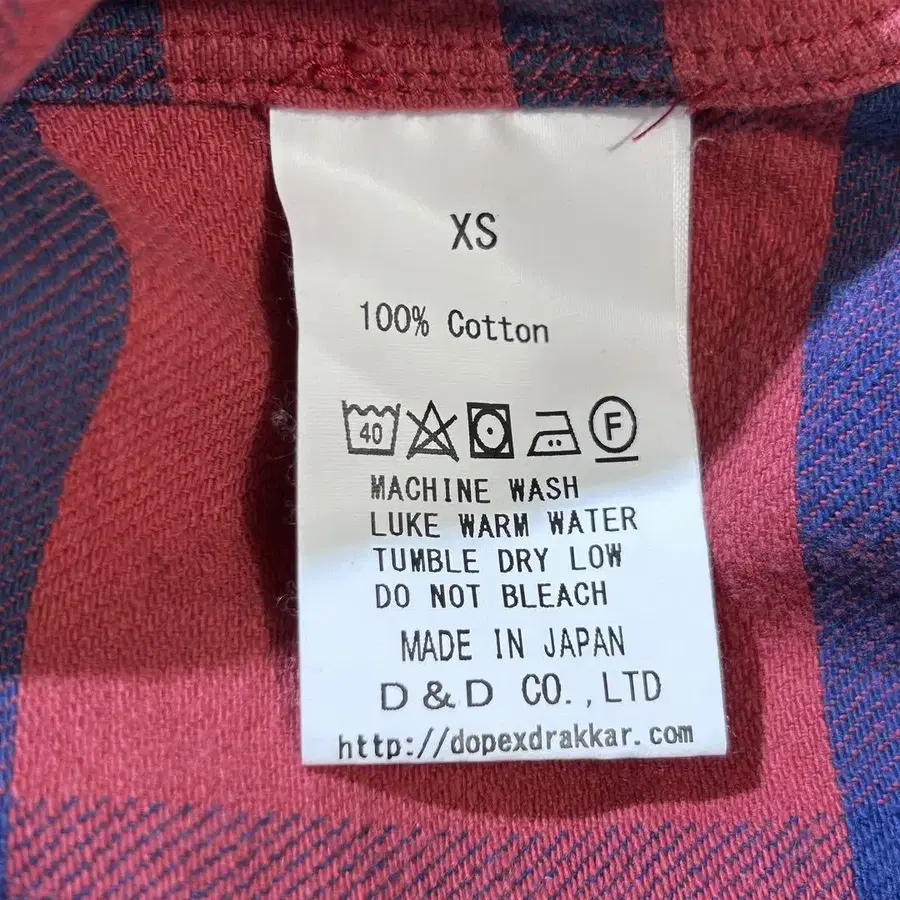 XS
100% Cotton
40 F
MACHINE WASH
LUKE WARM WATER
TUMBLE DRY LOW
DO NOT BLEACH
MADE IN JAPAN
D & D CO.,LTD
http://dopexdrakkar.com